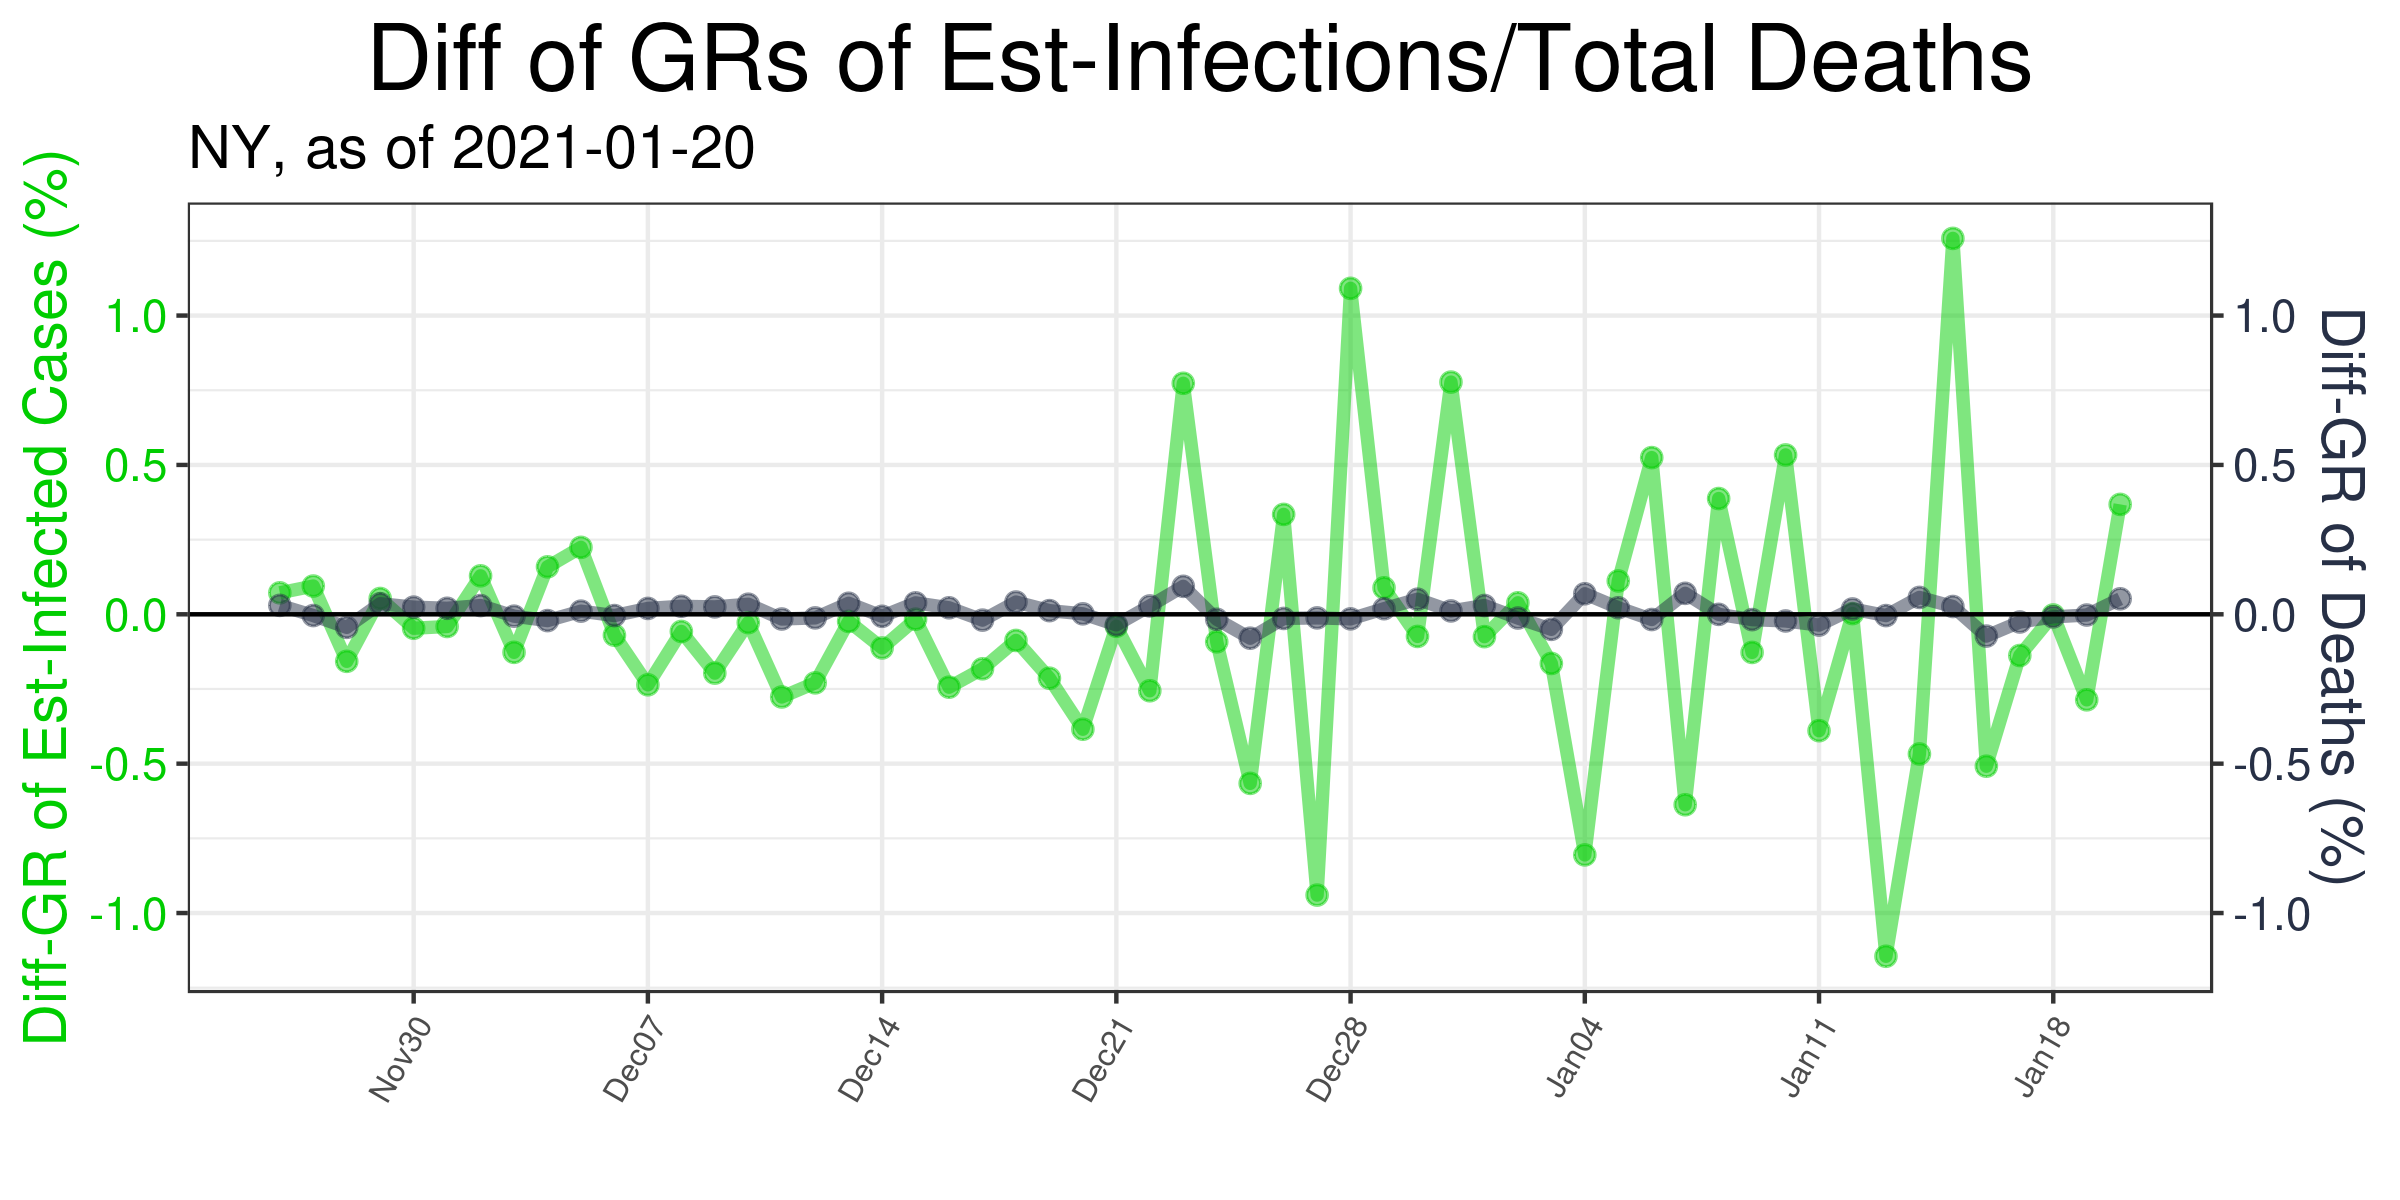 Diff of GRs of Est-Infections/Total Deaths
NY, as of 2021-01-20
Diff-GR of Est-Infected Cases (%)
1.0
0.5
0.0
-0.5
-1.0
1.0
0.5
0.0
-0.5
-1.0
Diff-GR of Deaths (%)
Nov30
Dec07
Dec14
Dec21
Dec28
Jan04
Jan11
Jan18